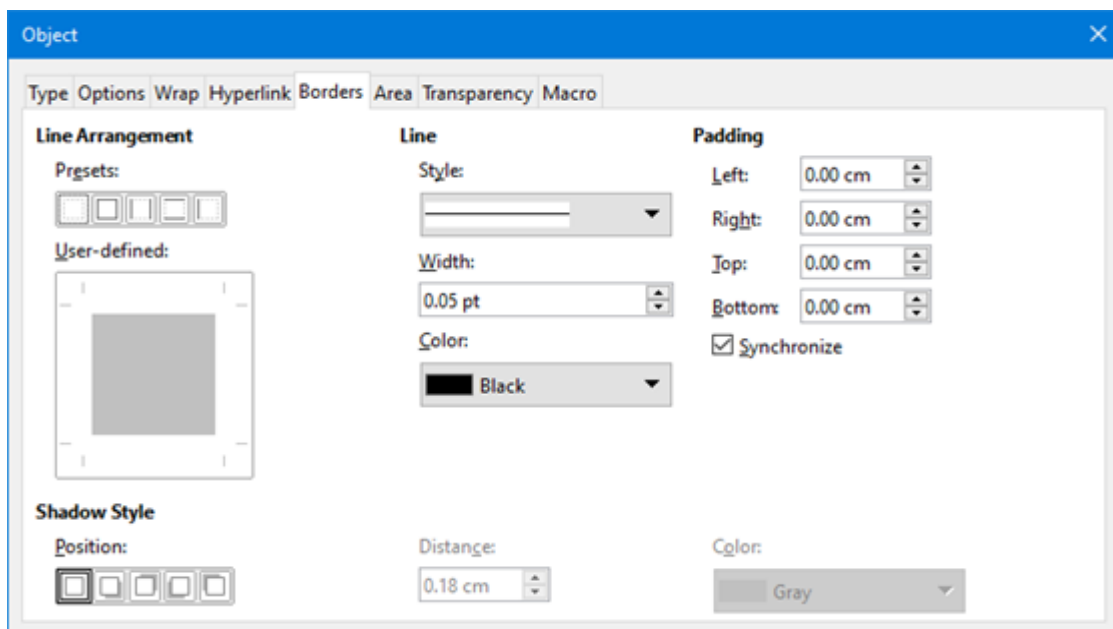 Object
Type Options Wrap Hyperlink Borders Area Transparency Macro
Line Arrangement
Presets:
User-defined:
Line
Style:
Width:
0.05 pt
Color:
Black
Padding
Left: 0.00 cm
Right: 0.00 cm
Top: 0.00 cm
Bottom: 0.00 cm
Synchronize
Shadow Style
Position:
Distance:
0.18 cm
Color:
Gray